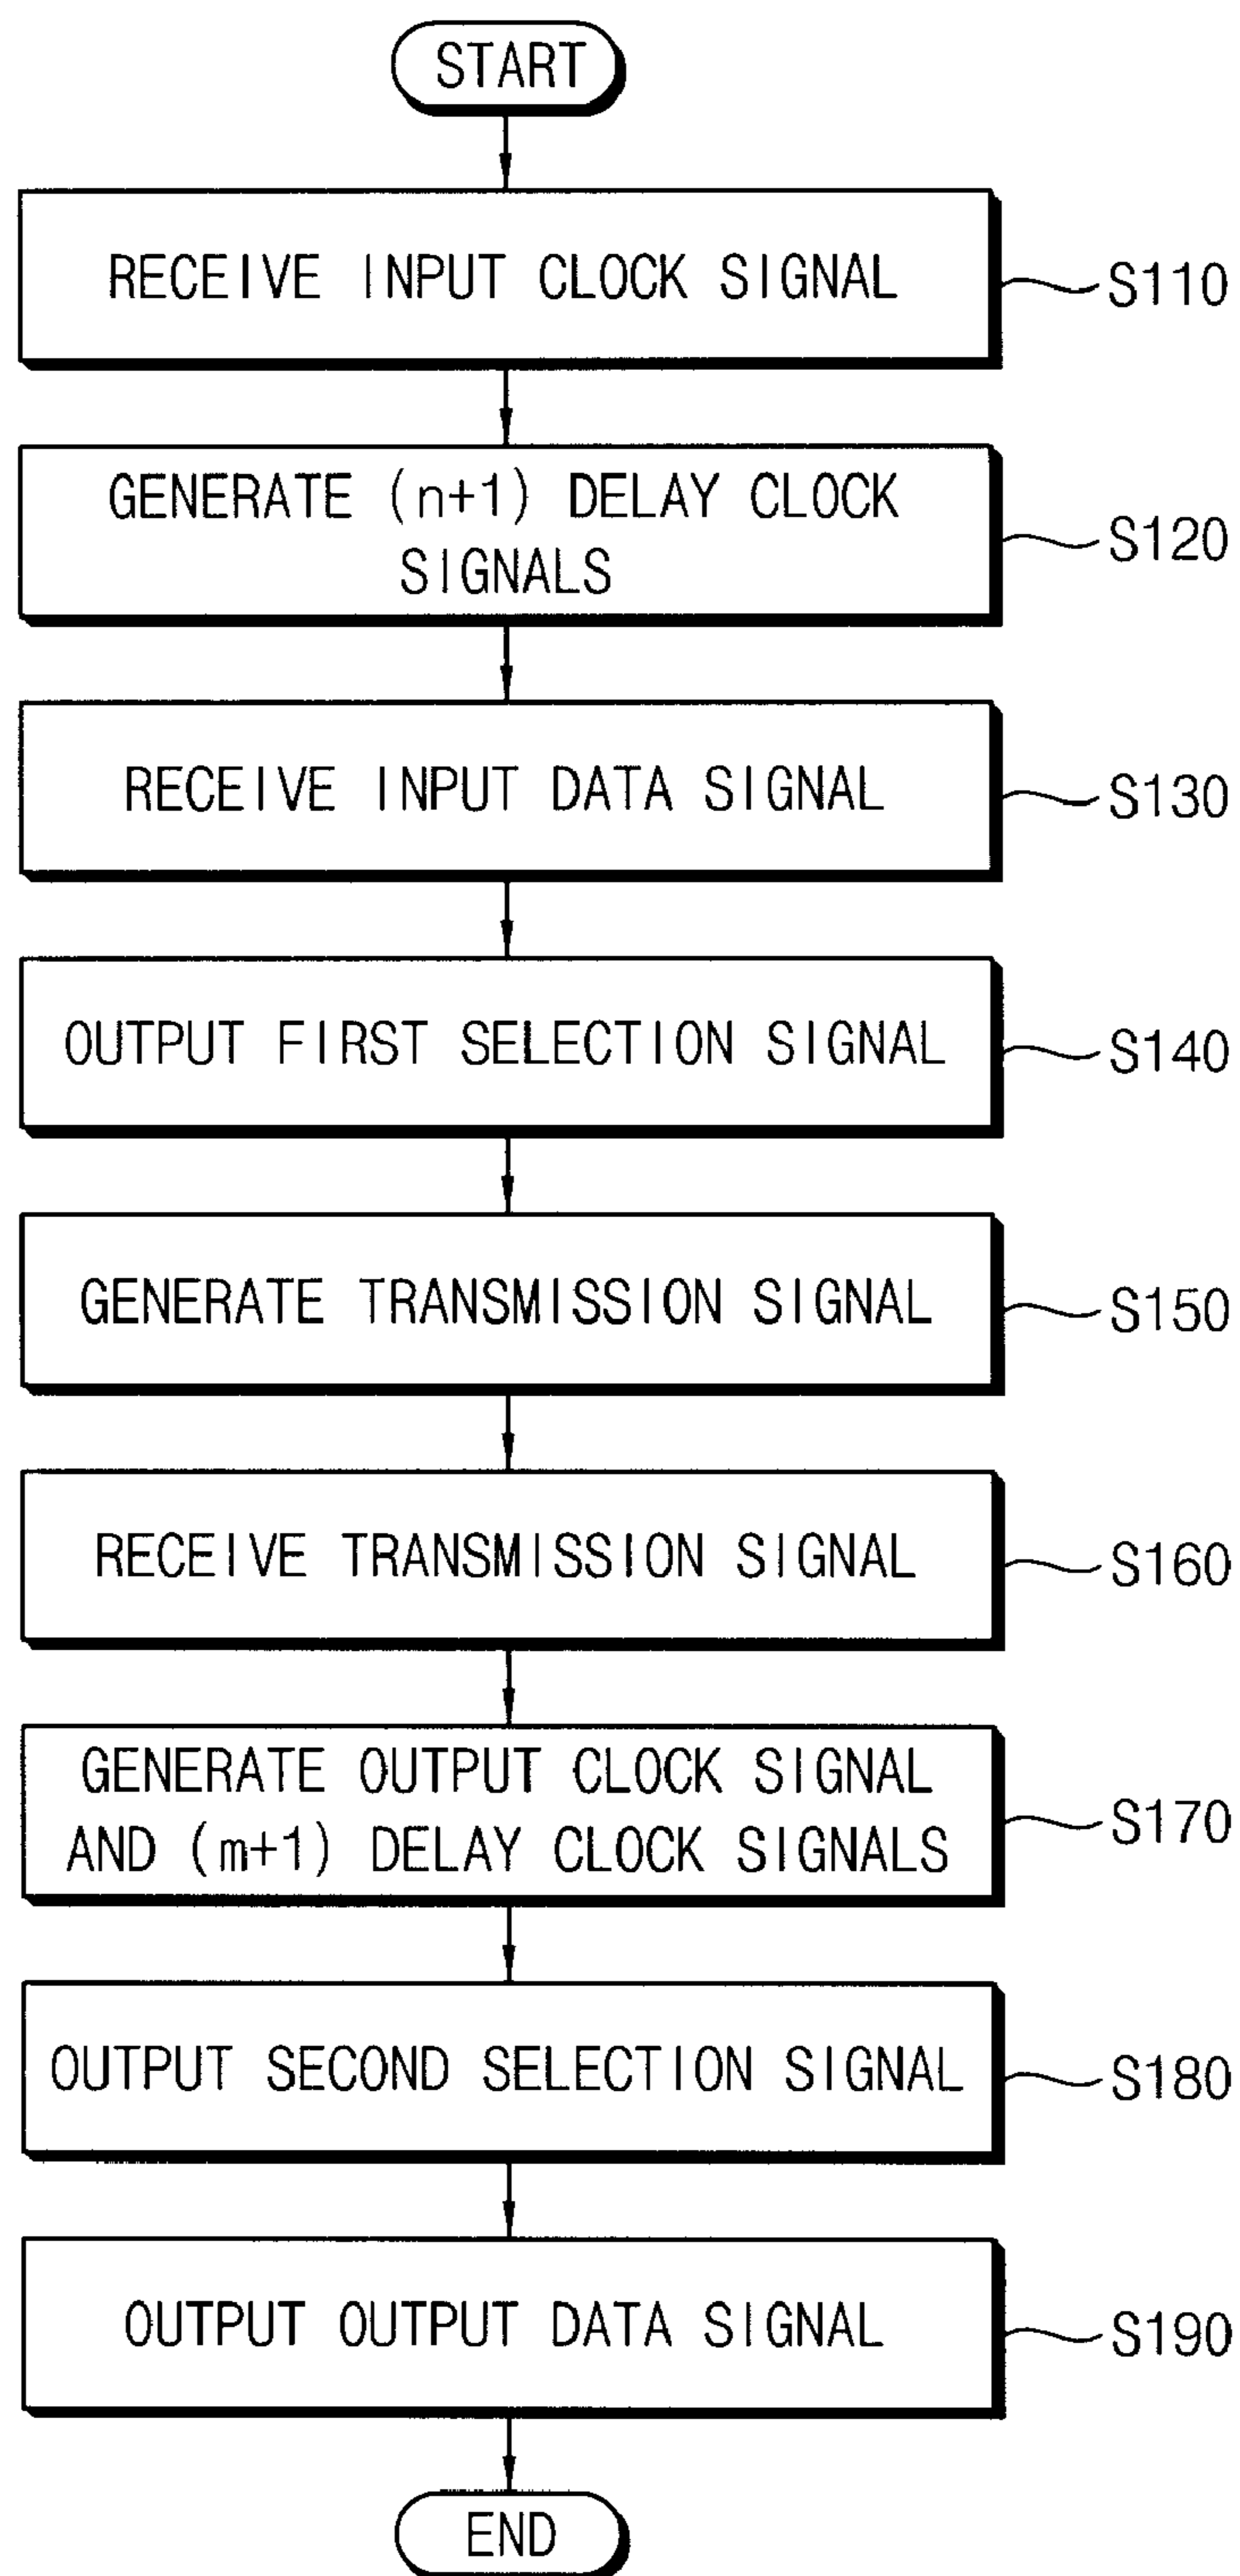 START
RECEIVE INPUT CLOCK SIGNAL
S110
GENERATE (n+1) DELAY CLOCK
SIGNALS
S120
RECEIVE INPUT DATA SIGNAL
S130
OUTPUT FIRST SELECTION SIGNAL
S140
GENERATE TRANSMISSION SIGNAL
S150
RECEIVE TRANSMISSION SIGNAL
S160
GENERATE OUTPUT CLOCK SIGNAL
AND (m+1) DELAY CLOCK SIGNALS
S170
OUTPUT SECOND SELECTION SIGNAL
S180
OUTPUT OUTPUT DATA SIGNAL
S190
END